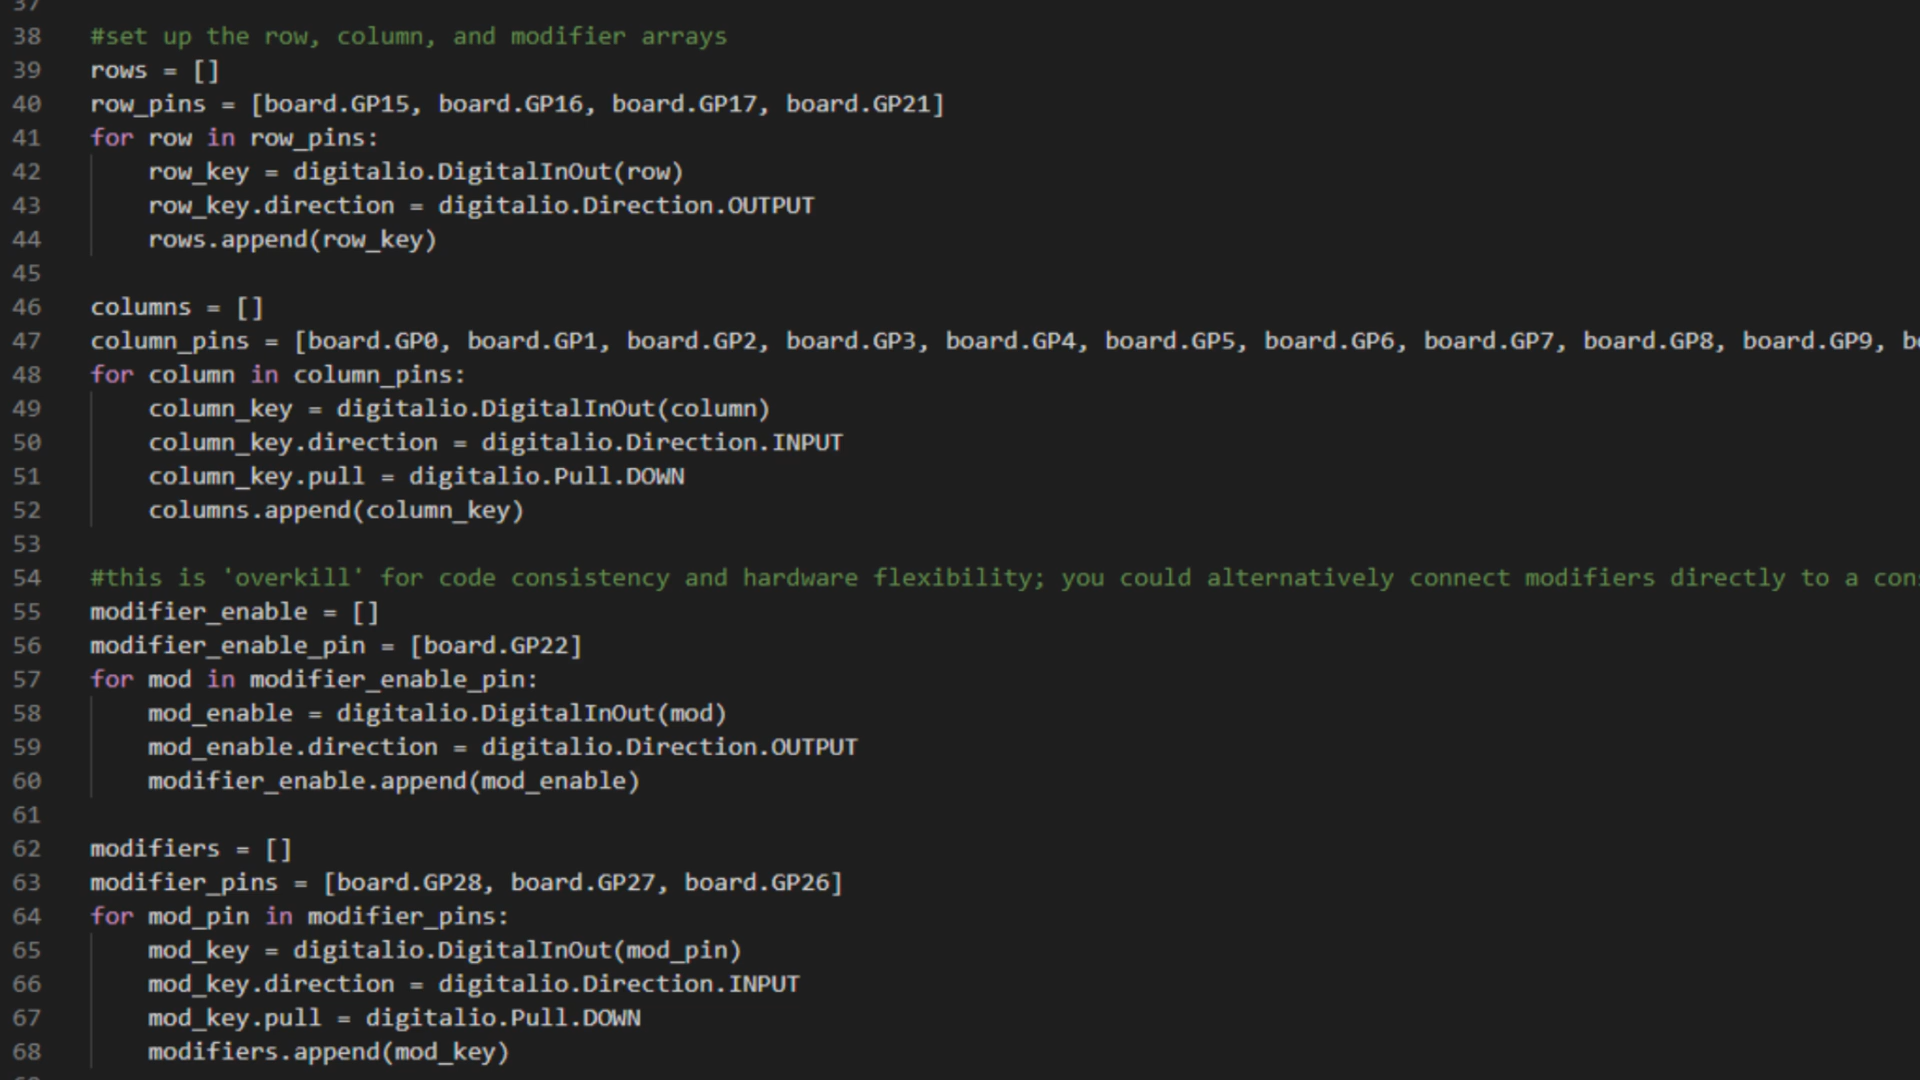 37
38 #set up the row, column, and modifier arrays
39 rows = []
40 row_pins = [board.GP15, board.GP16, board.GP17, board.GP21]
41 for row in row_pins:
42     row_key = digitalio.DigitalInOut(row)
43     row_key.direction = digitalio.Direction.OUTPUT
44     rows.append(row_key)
45
46 columns = []
47 column_pins = [board.GP0, board.GP1, board.GP2, board.GP3, board.GP4, board.GP5, board.GP6, board.GP7, board.GP8, board.GP9,
48 for column in column_pins:
49     column_key = digitalio.DigitalInOut(column)
50     column_key.direction = digitalio.Direction.INPUT
51     column_key.pull = digitalio.Pull.DOWN
52     columns.append(column_key)
53
54 #this is 'overkill' for code consistency and hardware flexibility; you could alternatively connect modifiers directly to a
55 modifier_enable = []
56 modifier_enable_pin = [board.GP22]
57 for mod in modifier_enable_pin:
58     mod_enable = digitalio.DigitalInOut(mod)
59     mod_enable.direction = digitalio.Direction.OUTPUT
60     modifier_enable.append(mod_enable)
61
62 modifiers = []
63 modifier_pins = [board.GP28, board.GP27, board.GP26]
64 for mod_pin in modifier_pins:
65     mod_key = digitalio.DigitalInOut(mod_pin)
66     mod_key.direction = digitalio.Direction.INPUT
67     mod_key.pull = digitalio.Pull.DOWN
68     modifiers.append(mod_key)